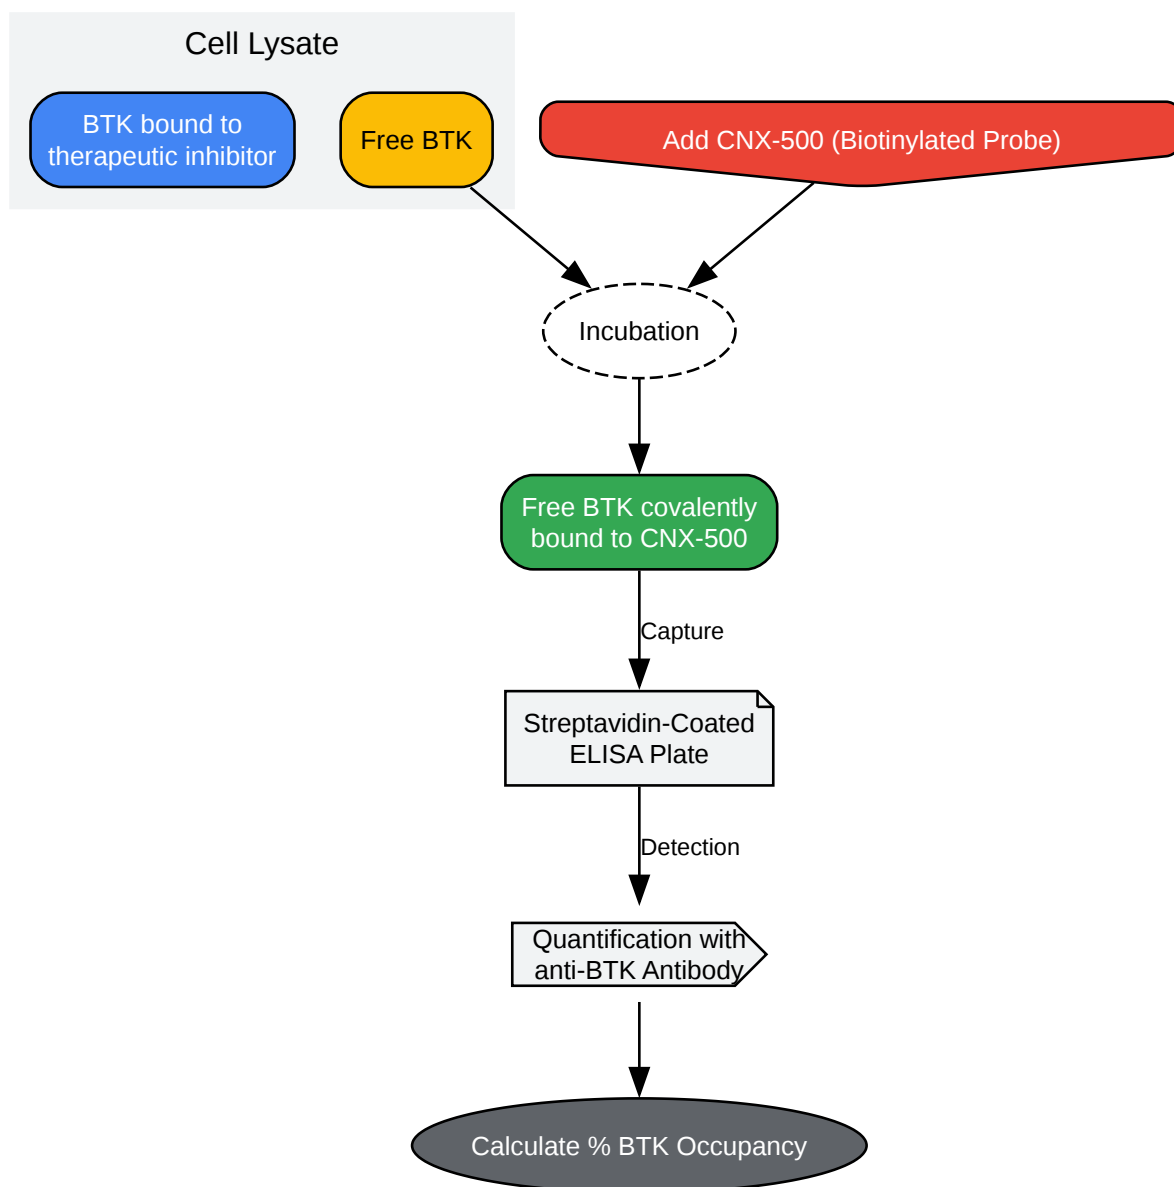 Cell Lysate
BTK bound to
therapeutic inhibitor
Free BTK
Add CNX-500 (Biotinylated Probe)
Incubation
Free BTK covalently
bound to CNX-500
Capture
Streptavidin-Coated
ELISA Plate
Detection
Quantification with
anti-BTK Antibody
Calculate % BTK Occupancy